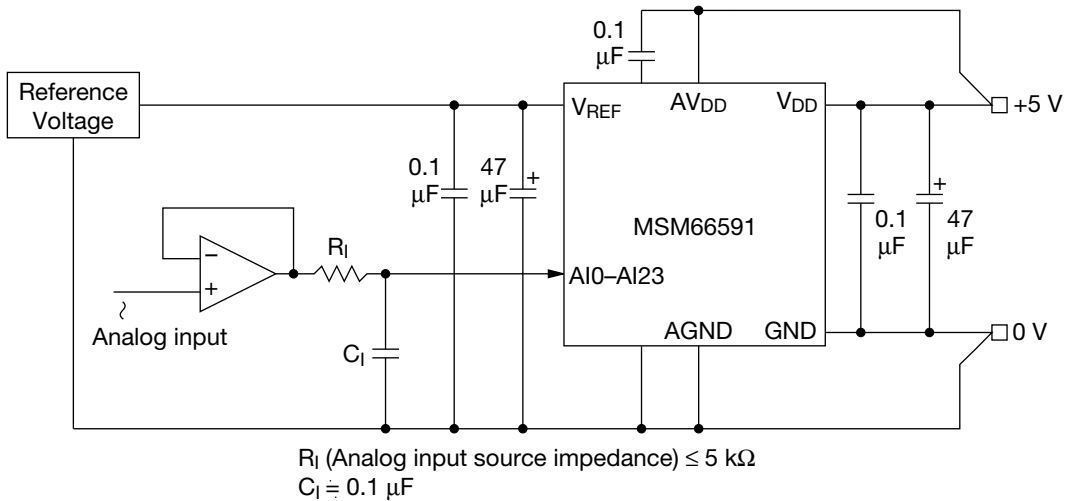 0.1
μF
Reference
Voltage
V_REF
AV_DD
V_DD
+5 V
0.1
μF
47
μF
+
MSM66591
0.1
μF
+
47
μF
R_I
−
+
AI0–AI23
Analog input
C_I
AGND
GND
0 V
R_I (Analog input source impedance) ≤ 5 kΩ
C_I ≒ 0.1 μF